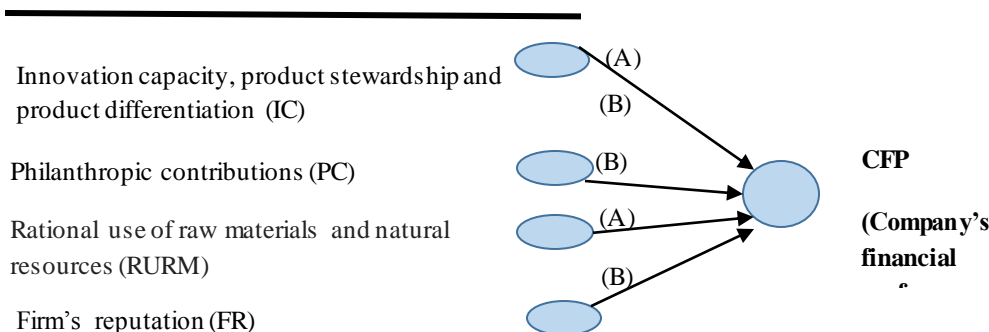 (A)
Innovation capacity, product stewardship and
product differentiation (IC)
(B)
Philanthropic contributions (PC)
(B)
CFP
Rational use of raw materials and natural
resources (RURM)
(A)
(Company's
financial
(B)
Firm's reputation (FR)